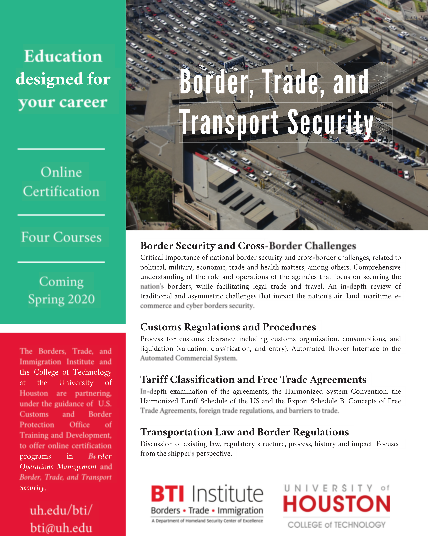 Education
designed for
your career
Online
Certification
Four Courses
Coming
Spring 2020
The Borders, Trade, and
Immigration Institute and
the College of Technology
at the University of
Houston are partnering,
under the guidance of U.S.
Customs and Border
Protection Office of
Training and Development,
to offer online certification
programs in Border
Operations Management and
Border, Trade, and Transport
Security.
uh.edu/bti/
bti@uh.edu
Border, Trade, and
Transport Security
Border Security and Cross-Border Challenges
Critical importance of national border security and cross-border challenges, related to
political, military, economic, trade and health matters, among others. Comprehensive
understanding of the role and operations of the agencies that focus on securing the
nation's borders, while facilitating legal trade and travel. An in-depth review of
traditional and asymmetric challenges that impact the nation's air, land, maritime, e-
commerce and cyber borders security.
Customs Regulations and Procedures
Process for customs clearance including customs organization, consumptions, and
liquidation (valuation, classification, and entry). Automated Broker Interface to the
Automated Commercial System.
Tariff Classification and Free Trade Agreements
In-depth examination of the agreements, the Harmonized System Convention, the
Harmonized Tariff Schedule of the US and the Export Schedule B. Concepts of Free
Trade Agreements, foreign trade regulations, and barriers to trade.
Transportation Law and Border Regulations
Discussion of existing law, regulatory structure, process, history and impact. Focuses
from the shipper's perspective.
BTI Institute
Borders • Trade • Immigration
A Department of Homeland Security Center of Excellence
UNIVERSITY of
HOUSTON
COLLEGE of TECHNOLOGY